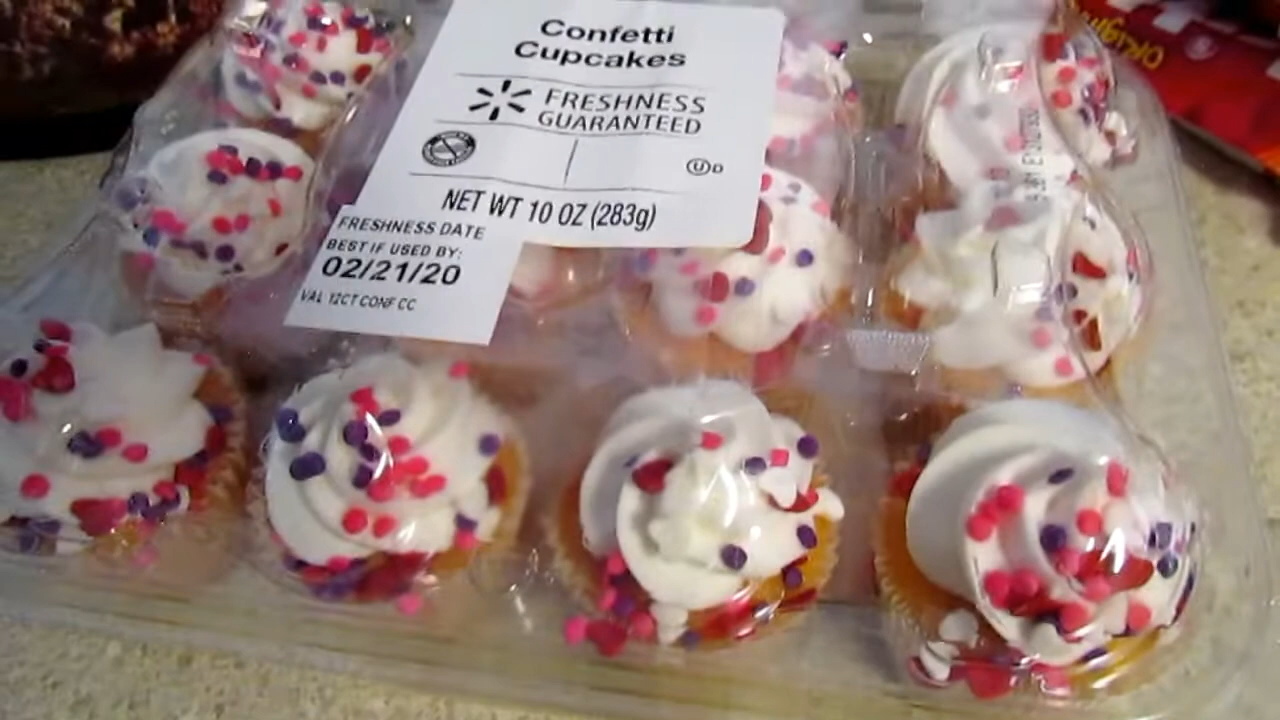 Confetti
Cupcakes
FRESHNESS
GUARANTEED
U D
NET WT 10 OZ (283g)
FRESHNESS DATE
BEST IF USED BY:
02/21/20
VAL 12CT CONF CC
ORIGINAL